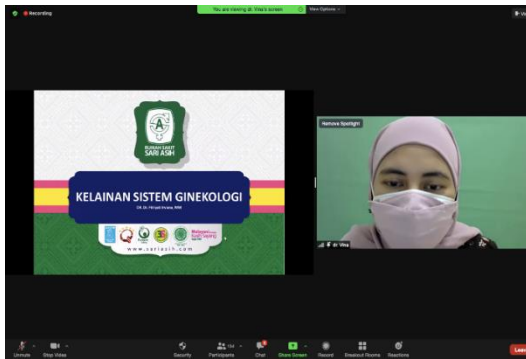 Recording
You are viewing dr. Vina's screen
View Options
Remove Spotlight
RUMAH SAKIT
SARI ASIH
KELAINAN SISTEM GINEKOLOGI
www.sariasih.com
dr. Vina
Unmute
Stop Video
Security
Participants
Chat
Share Screen
Record
Breakout Rooms
Reactions